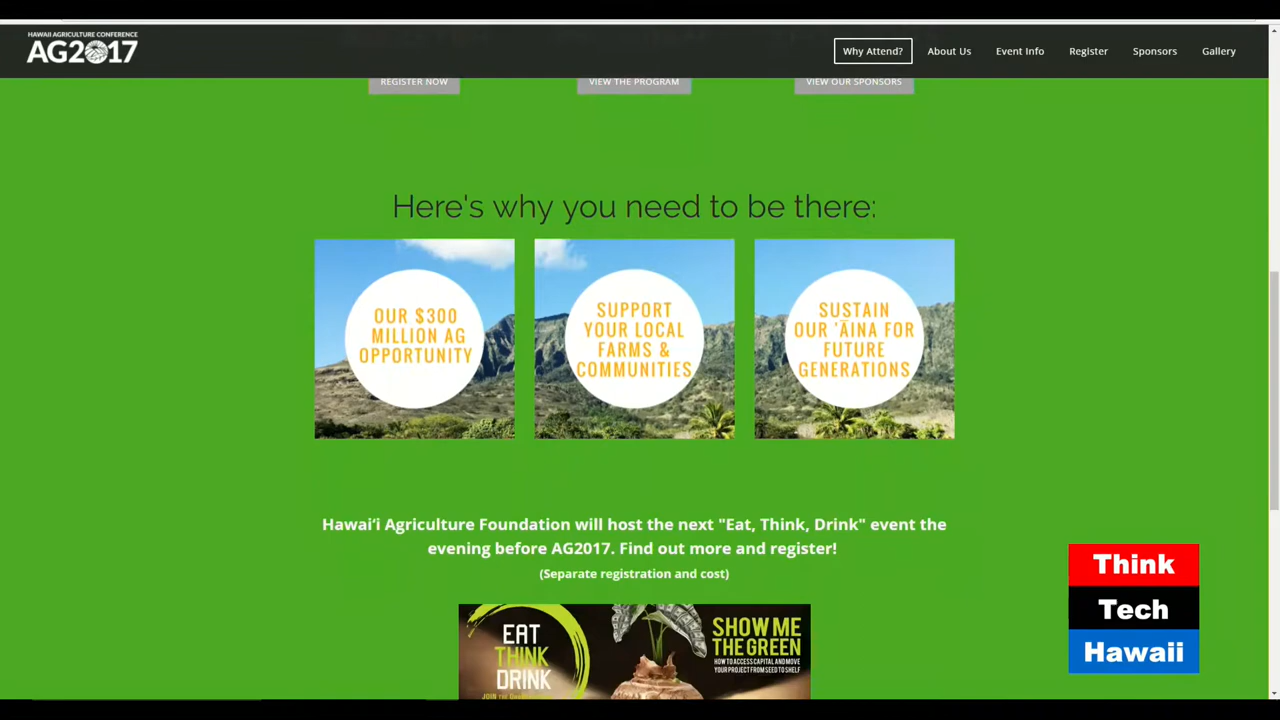 HAWAII AGRICULTURE CONFERENCE
AG2017
Why Attend?
About Us
Event Info
Register
Sponsors
Gallery
REGISTER NOW
VIEW THE PROGRAM
VIEW OUR SPONSORS
Here's why you need to be there:
OUR $300
MILLION AG
OPPORTUNITY
SUPPORT
YOUR LOCAL
FARMS &
COMMUNITIES
SUSTAIN
OUR 'ĀINA FOR
FUTURE
GENERATIONS
Hawai‘i Agriculture Foundation will host the next "Eat, Think, Drink" event the
evening before AG2017. Find out more and register!
(Separate registration and cost)
EAT
THINK
DRINK
SHOW ME
THE GREEN
HOW TO ACCESS CAPITAL AND MOVE
YOUR PROJECT FROM SEED TO SHELF
Think
Tech
Hawaii